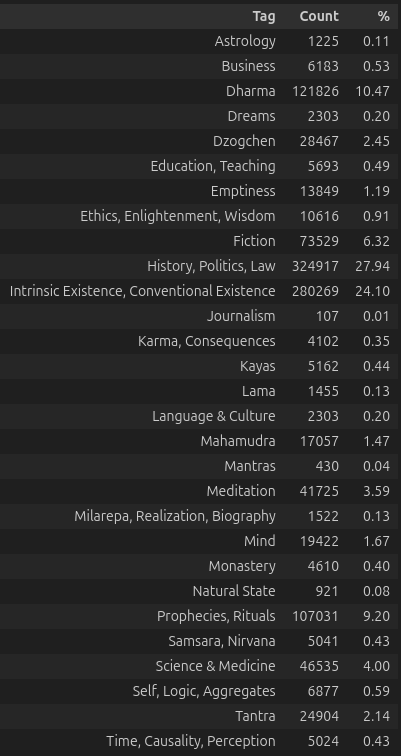 Tag Count %
Astrology 1225 0.11
Business 6183 0.53
Dharma 121826 10.47
Dreams 2303 0.20
Dzogchen 28467 2.45
Education, Teaching 5693 0.49
Emptiness 13849 1.19
Ethics, Enlightenment, Wisdom 10616 0.91
Fiction 73529 6.32
History, Politics, Law 324917 27.94
Intrinsic Existence, Conventional Existence 280269 24.10
Journalism 107 0.01
Karma, Consequences 4102 0.35
Kayas 5162 0.44
Lama 1455 0.13
Language & Culture 2303 0.20
Mahamudra 17057 1.47
Mantras 430 0.04
Meditation 41725 3.59
Milarepa, Realization, Biography 1522 0.13
Mind 19422 1.67
Monastery 4610 0.40
Natural State 921 0.08
Prophecies, Rituals 107031 9.20
Samsara, Nirvana 5041 0.43
Science & Medicine 46535 4.00
Self, Logic, Aggregates 6877 0.59
Tantra 24904 2.14
Time, Causality, Perception 5024 0.43